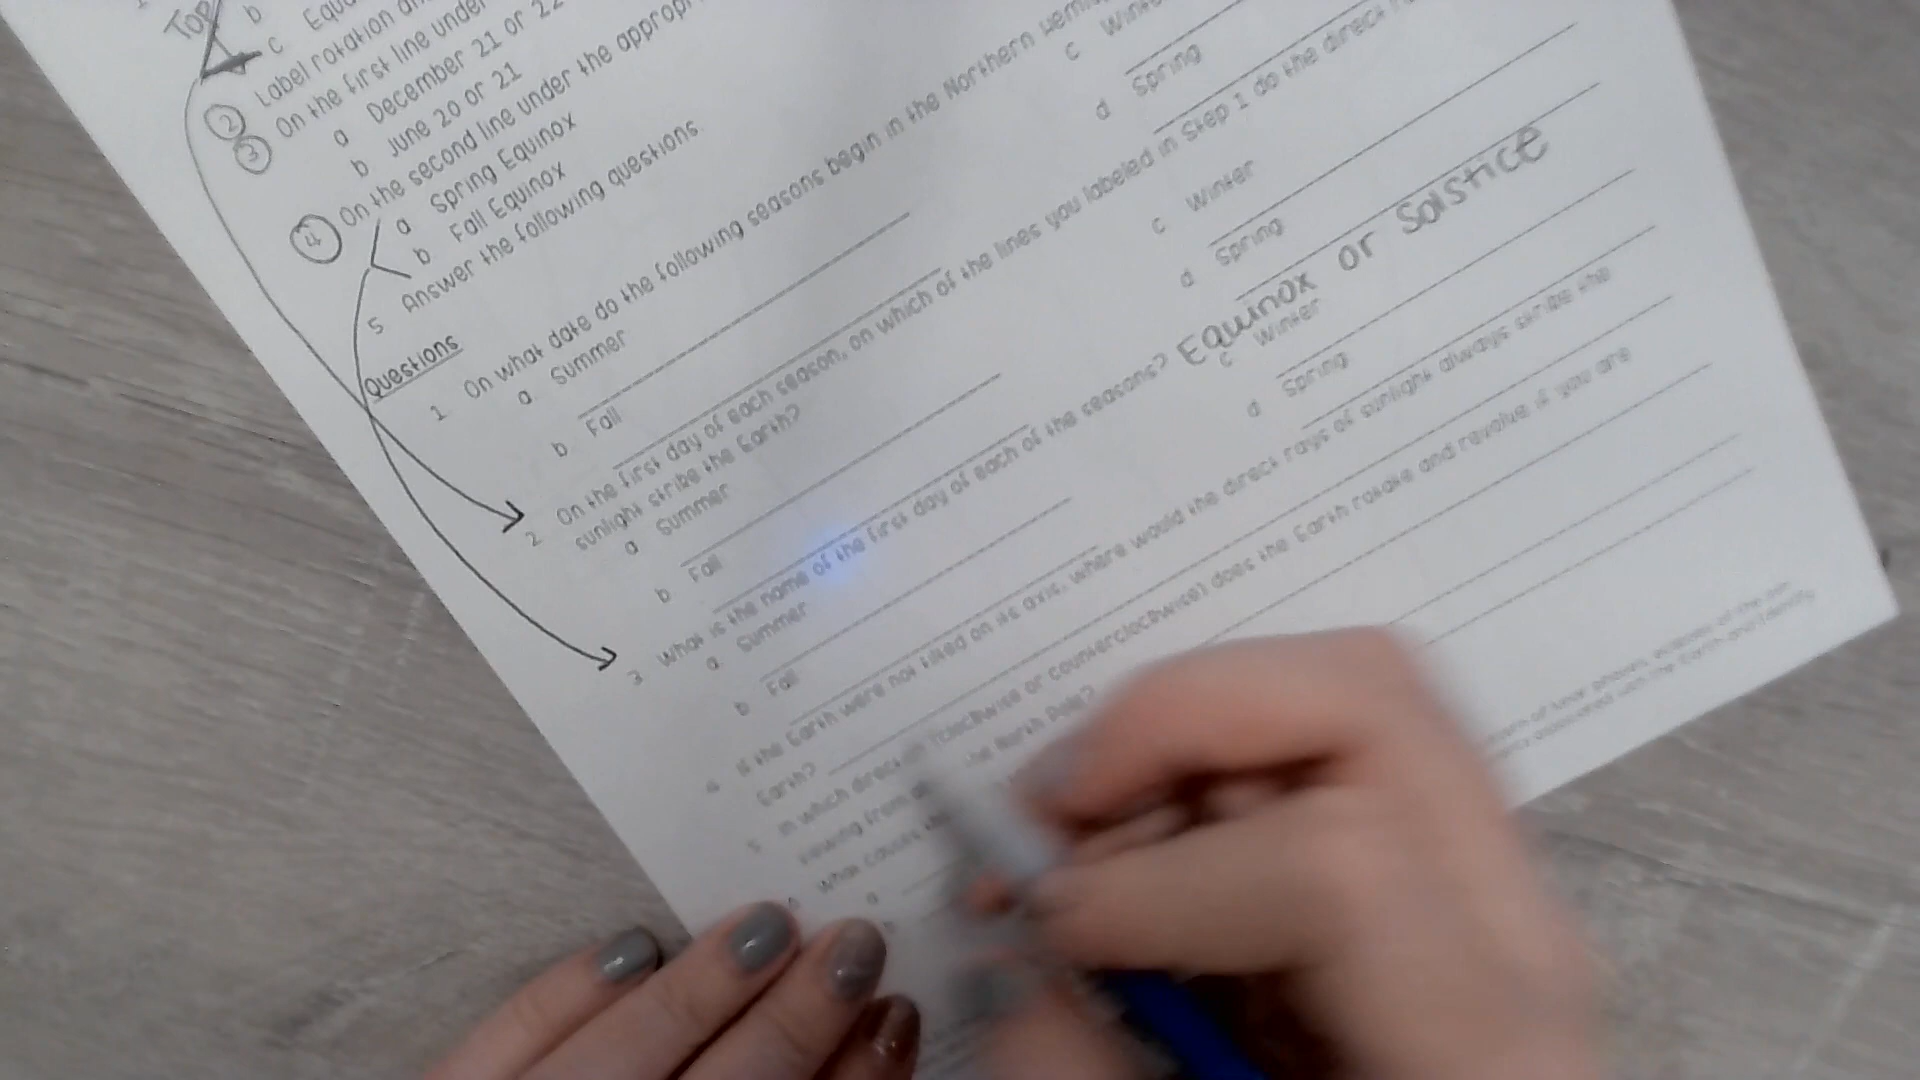 Top
b
c Equa
2 Label rotation an
3 On the first line under
a December 21 or 22
b June 20 or 21
4 On the second line under the appropr
a Spring Equinox
b Fall Equinox
5 Answer the following questions
Questions
1 On what date do the following seasons begin in the Northern Hemis
a Summer
c Winte
b Fall
d Spring
2 On the first day of each season, on which of the lines you labeled in Step 1 do the direct r
sunlight strike the Earth?
a Summer
c Winter
b Fall
d Spring
3 What is the name of the first day of each of the seasons? Equinox or Solstice
a Summer
c Winter
b Fall
d Spring
4 If the Earth were not tilted on its axis, where would the direct rays of sunlight always strike the
Earth?
5 In which direction (clockwise or counterclockwise) does the Earth rotate and revolve if you are
viewing from the North Pole?
What causes
a